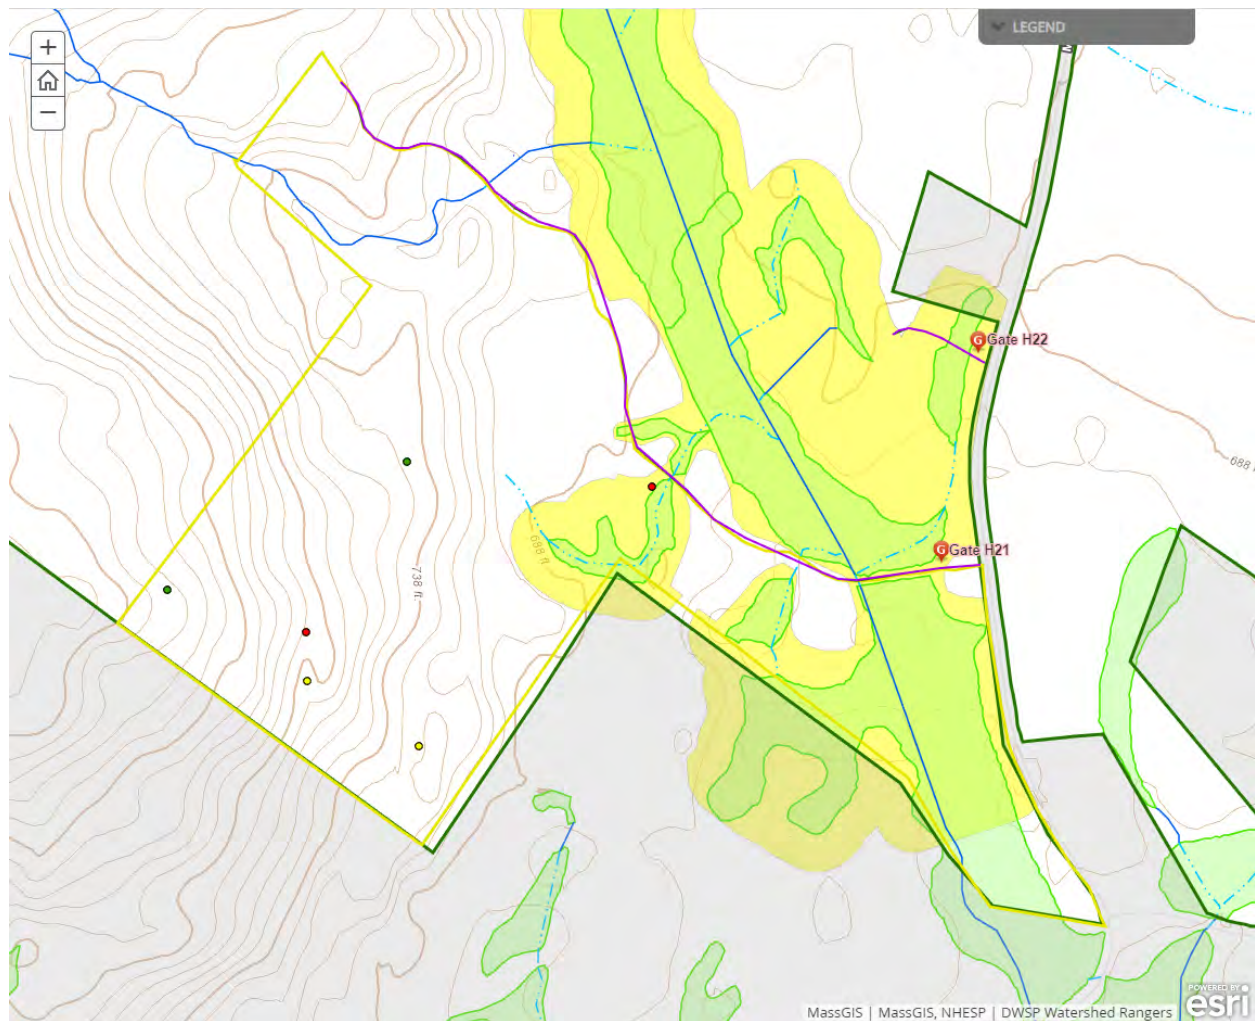 +
−
LEGEND
Gate H22
688 ft
Gate H21
688 ft
738 ft.
MassGIS | MassGIS, NHESP | DWSP Watershed Rangers
POWERED BY
esri